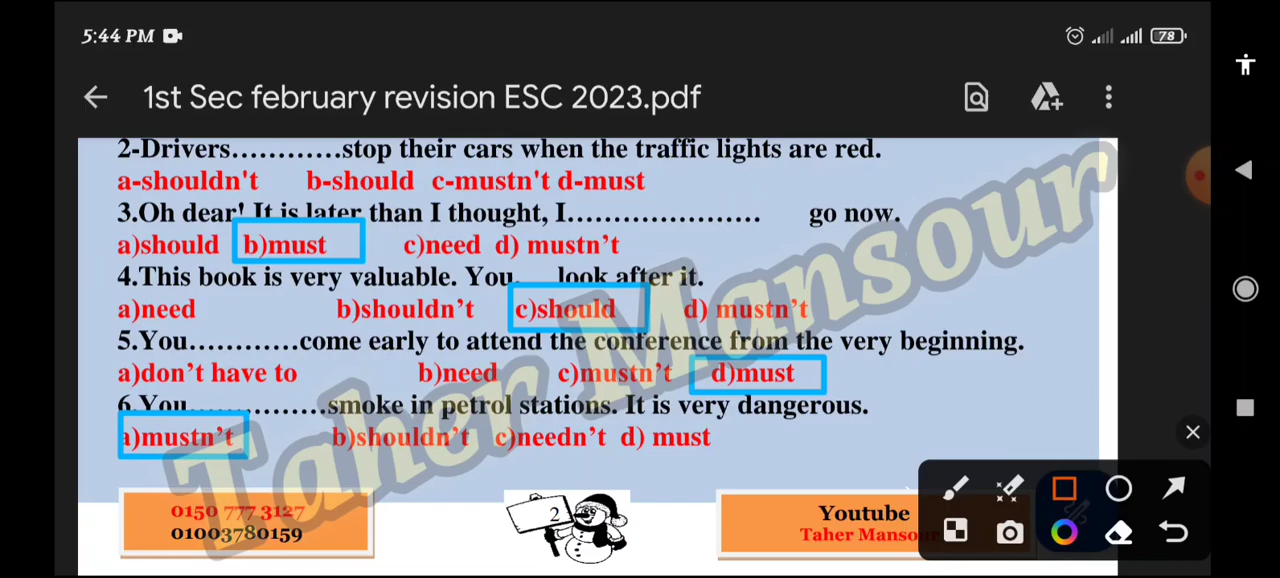 5:44 PM
78
1st Sec february revision ESC 2023.pdf
2-Drivers............stop their cars when the traffic lights are red.
a-shouldn't b-should c-mustn't d-must
3.Oh dear! It is later than I thought, I..................... go now.
a)should b)must c)need d) mustn't
4.This book is very valuable. You.... look after it.
a)need b)shouldn't c)should d) mustn't
5.You............come early to attend the conference from the very beginning.
a)don't have to b)need c)mustn't d)must
6.You...............smoke in petrol stations. It is very dangerous.
a)mustn't b)shouldn't c)needn't d) must
Taher Mansour
0150 777 3127
01003780159
2
Youtube
Taher Mansour